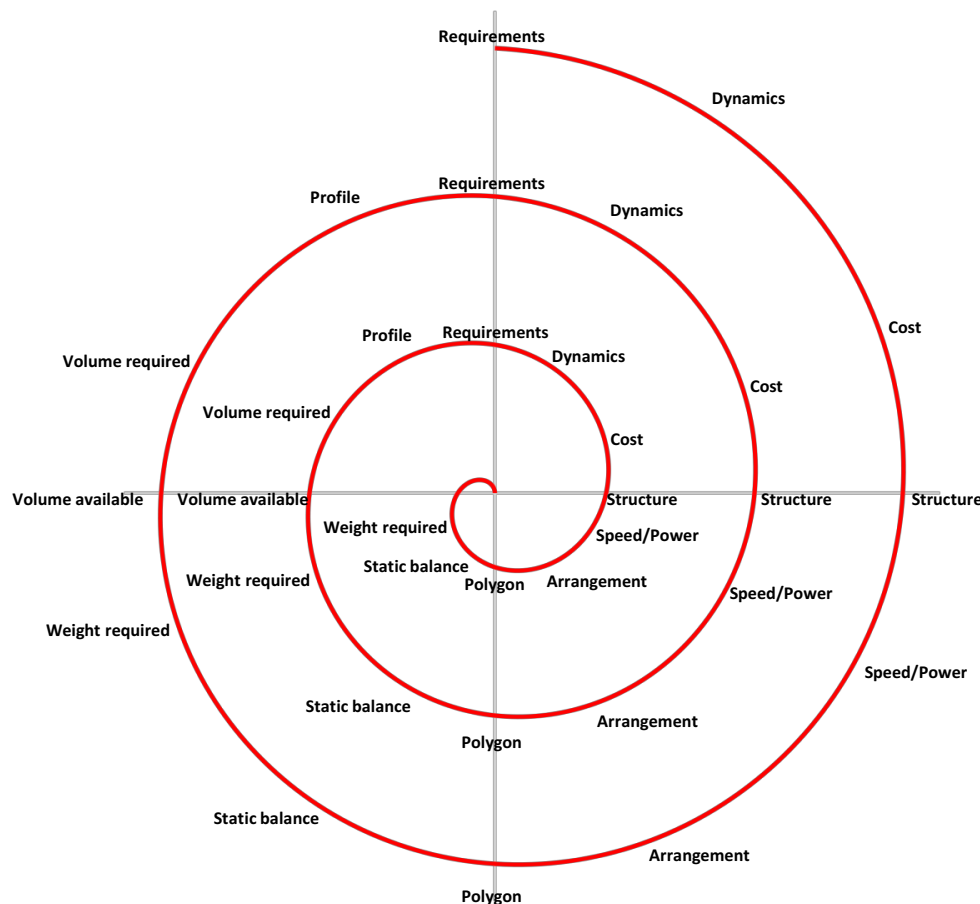 Requirements
Dynamics
Requirements
Profile
Dynamics
Cost
Requirements
Profile
Dynamics
Volume required
Cost
Volume required
Cost
Volume available
Volume available
Structure
Structure
Structure
Weight required
Speed/Power
Static balance
Weight required
Polygon
Arrangement
Speed/Power
Weight required
Speed/Power
Static balance
Arrangement
Polygon
Static balance
Arrangement
Polygon